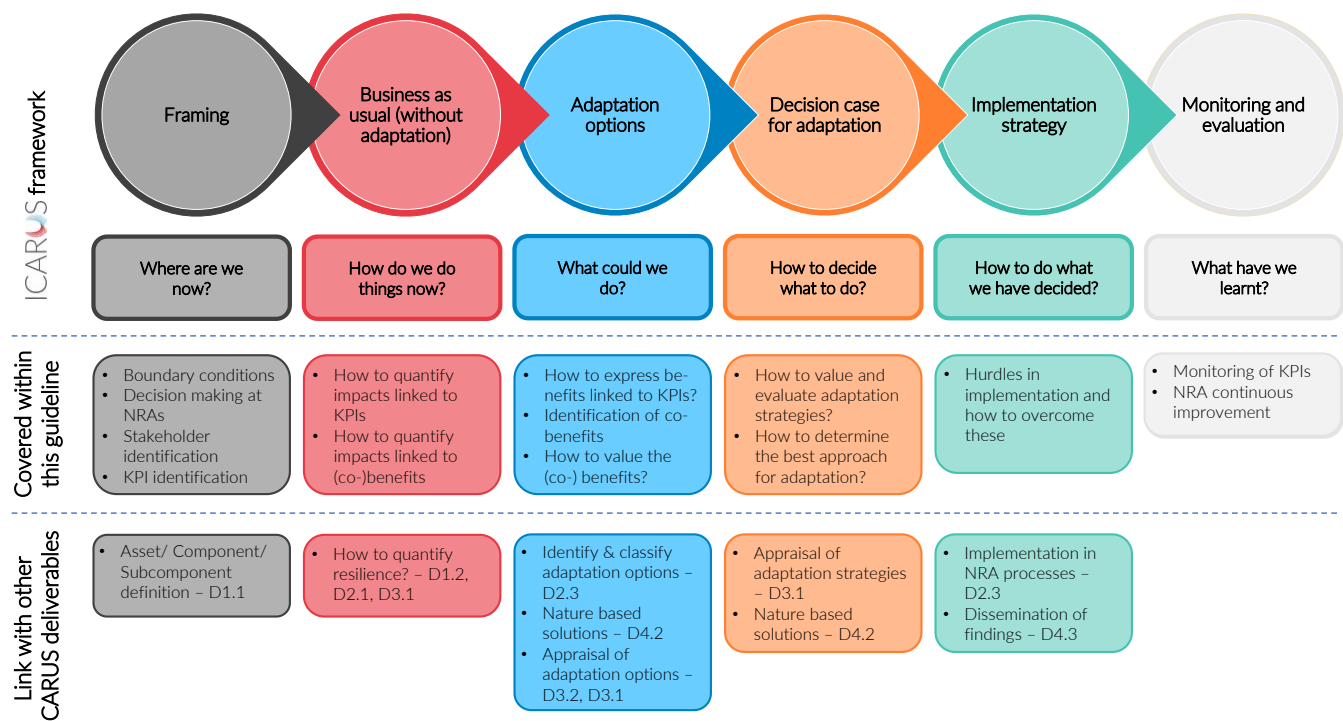 Framing
Business as
usual (without
adaptation)
Adaptation
options
Decision case
for adaptation
Implementation
strategy
Monitoring and
evaluation
ICARUS framework
Where are we
now?
How do we do
things now?
What could we
do?
How to decide
what to do?
How to do what
we have decided?
What have we
learnt?
Covered within
this guideline
• Boundary conditions
• Decision making at
NRAs
• Stakeholder
identification
• KPI identification
• How to quantify
impacts linked to
KPIs
• How to quantify
impacts linked to
(co-)benefits
• How to express be-
nefits linked to KPIs?
• Identification of co-
benefits
• How to value the
(co-) benefits?
• How to value and
evaluate adaptation
strategies?
• How to determine
the best approach
for adaptation?
• Hurdles in
implementation and
how to overcome
these
• Monitoring of KPIs
• NRA continuous
improvement
Link with other
CARUS deliverables
• Asset/ Component/
Subcomponent
definition – D1.1
• How to quantify
resilience? – D1.2,
D2.1, D3.1
• Identify & classify
adaptation options –
D2.3
• Nature based
solutions – D4.2
• Appraisal of
adaptation options –
D3.2, D3.1
• Appraisal of
adaptation strategies
– D3.1
• Nature based
solutions – D4.2
• Implementation in
NRA processes –
D2.3
• Dissemination of
findings – D4.3